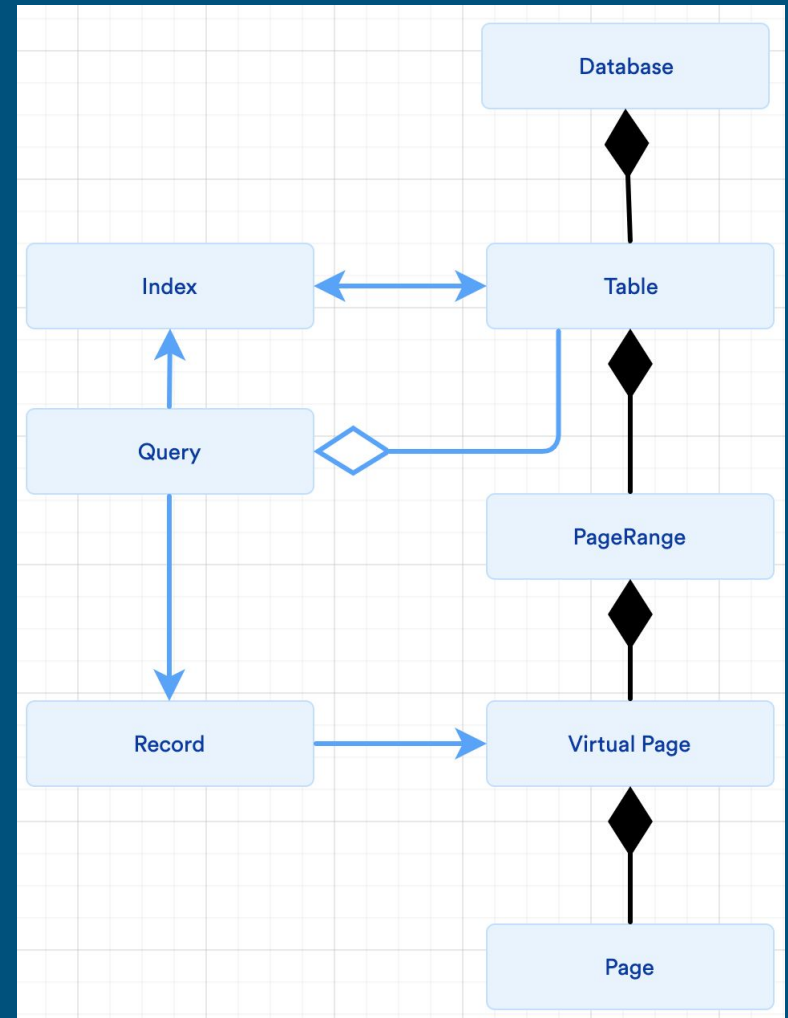 Database
Index
Table
Query
PageRange
Record
Virtual Page
Page